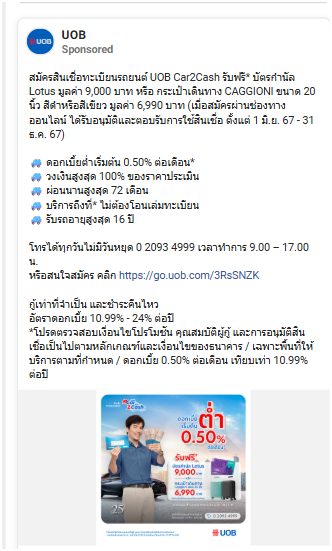 UOB
UOB
Sponsored
สมัครสินเชื่อทะเบียนรถยนต์ UOB Car2Cash รับฟรี* บัตรกำนัล
Lotus มูลค่า 9,000 บาท หรือ กระเป๋าเดินทาง CAGGIONI ขนาด 20
นิ้ว สีดำหรือสีเขียว มูลค่า 6,990 บาท (เมื่อสมัครผ่านช่องทาง
ออนไลน์ ได้รับอนุมัติและตอบรับการใช้สินเชื่อ ตั้งแต่ 1 มิ.ย. 67 - 31
ธ.ค. 67)
🚙 ดอกเบี้ยต่ำเริ่มต้น 0.50% ต่อเดือน*
🚙 วงเงินสูงสุด 100% ของราคาประเมิน
🚙 ผ่อนนานสูงสุด 72 เดือน
🚙 บริการถึงที่* ไม่ต้องโอนเล่มทะเบียน
🚙 รับรถอายุสูงสุด 16 ปี
โทรได้ทุกวันไม่มีวันหยุด 0 2093 4999 เวลาทำการ 9.00 – 17.00
น.
หรือสนใจสมัคร คลิก https://go.uob.com/3RsSNZK
กู้เท่าที่จำเป็น และชำระคืนไหว
อัตราดอกเบี้ย 10.99% - 24% ต่อปี
*โปรดตรวจสอบเงื่อนไขโปรโมชั่น คุณสมบัติผู้กู้ และการอนุมัติสิน
เชื่อเป็นไปตามหลักเกณฑ์และเงื่อนไขของธนาคาร / เฉพาะพื้นที่ให้
บริการตามที่กำหนด / ดอกเบี้ย 0.50% ต่อเดือน เทียบเท่า 10.99%
ต่อปี
2Cash
ดอกเบี้ย
เริ่มต้น
ต่ำ
0.50%
ต่อเดือน
รับฟรี
บัตรกำนัล Lotus
9,000 บาท
6,990 บาท
25
0 2093 4999
UOB